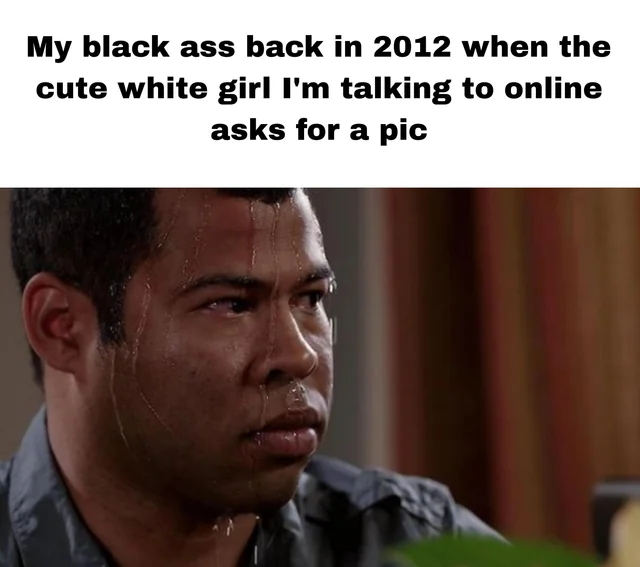 My black ass back in 2012 when the
cute white girl I'm talking to online
asks for a pic